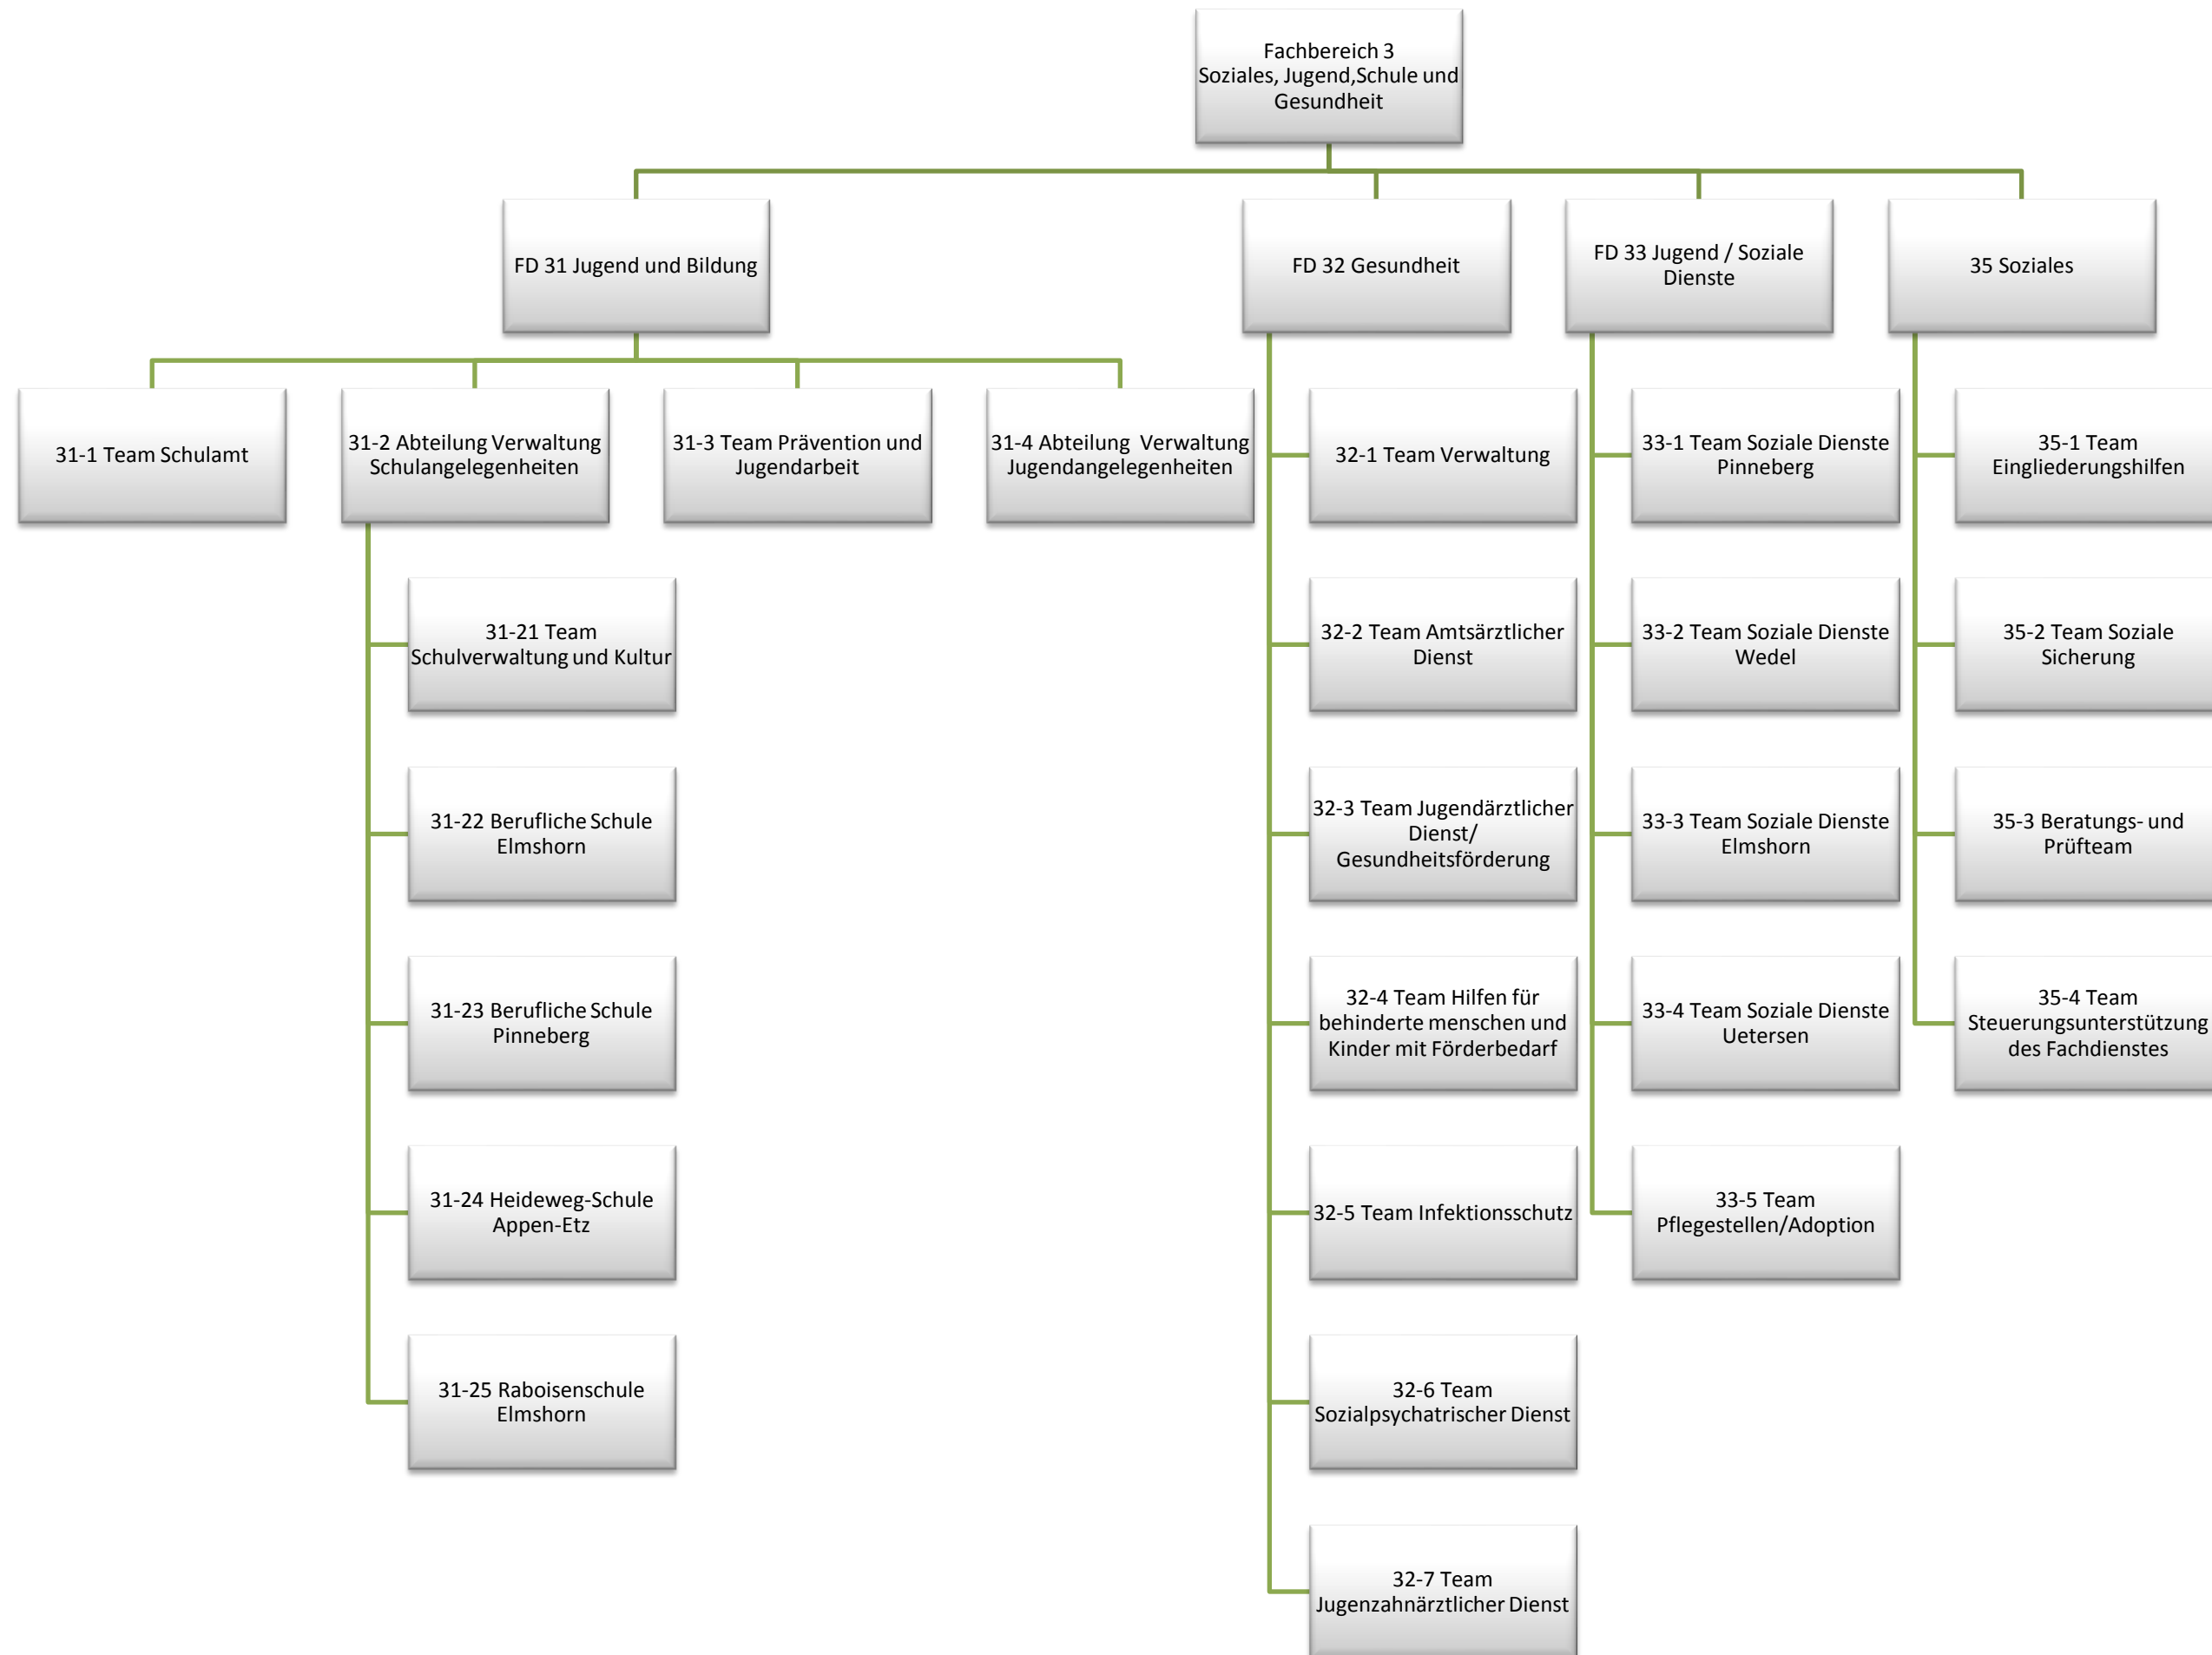 Fachbereich 3
Soziales, Jugend,Schule und
Gesundheit
FD 31 Jugend und Bildung
FD 32 Gesundheit
FD 33 Jugend / Soziale
Dienste
35 Soziales
31-1 Team Schulamt
31-2 Abteilung Verwaltung
Schulangelegenheiten
31-3 Team Prävention und
Jugendarbeit
31-4 Abteilung  Verwaltung
Jugendangelegenheiten
31-21 Team
Schulverwaltung und Kultur
31-22 Berufliche Schule
Elmshorn
31-23 Berufliche Schule
Pinneberg
31-24 Heideweg-Schule
Appen-Etz
31-25 Raboisenschule
Elmshorn
32-1 Team Verwaltung
32-2 Team Amtsärztlicher
Dienst
32-3 Team Jugendärztlicher
Dienst/
Gesundheitsförderung
32-4 Team Hilfen für
behinderte menschen und
Kinder mit Förderbedarf
32-5 Team Infektionsschutz
32-6 Team
Sozialpsychatrischer Dienst
32-7 Team
Jugenzahnärztlicher Dienst
33-1 Team Soziale Dienste
Pinneberg
33-2 Team Soziale Dienste
Wedel
33-3 Team Soziale Dienste
Elmshorn
33-4 Team Soziale Dienste
Uetersen
33-5 Team
Pflegestellen/Adoption
35-1 Team
Eingliederungshilfen
35-2 Team Soziale
Sicherung
35-3 Beratungs- und
Prüfteam
35-4 Team
Steuerungsunterstützung
des Fachdienstes